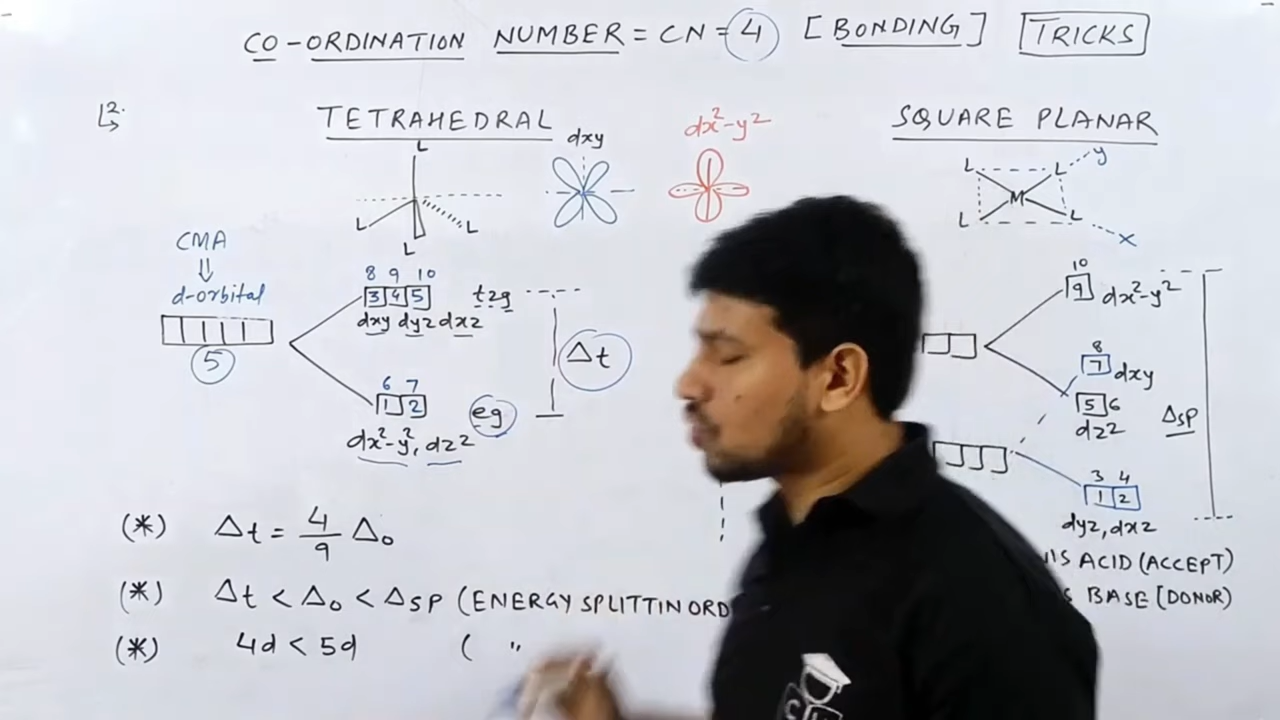 CO-ORDINATION NUMBER = CN = 4 [BONDING] TRICKS
2.
TETRAHEDRAL
L
L
L
L
dxy
dx²-y²
SQUARE PLANAR
L
L
y
M
L
L
x
CMA
⇓
d-orbital
5
8 9 10
3 4 5
t2g
dxy dyz dxz
Δt
6 7
1 2
eg
dx²-y², dz²
10
9
dx²-y²
8
7
dxy
5 6
dz²
Δsp
3 4
1 2
dyz, dxz
(*) Δt = 4/9 Δo
(*) Δt < Δo < Δsp (ENERGY SPLITTIN ORD
(*) 4d < 5d ( "
IS ACID (ACCEPT)
S BASE (DONOR)